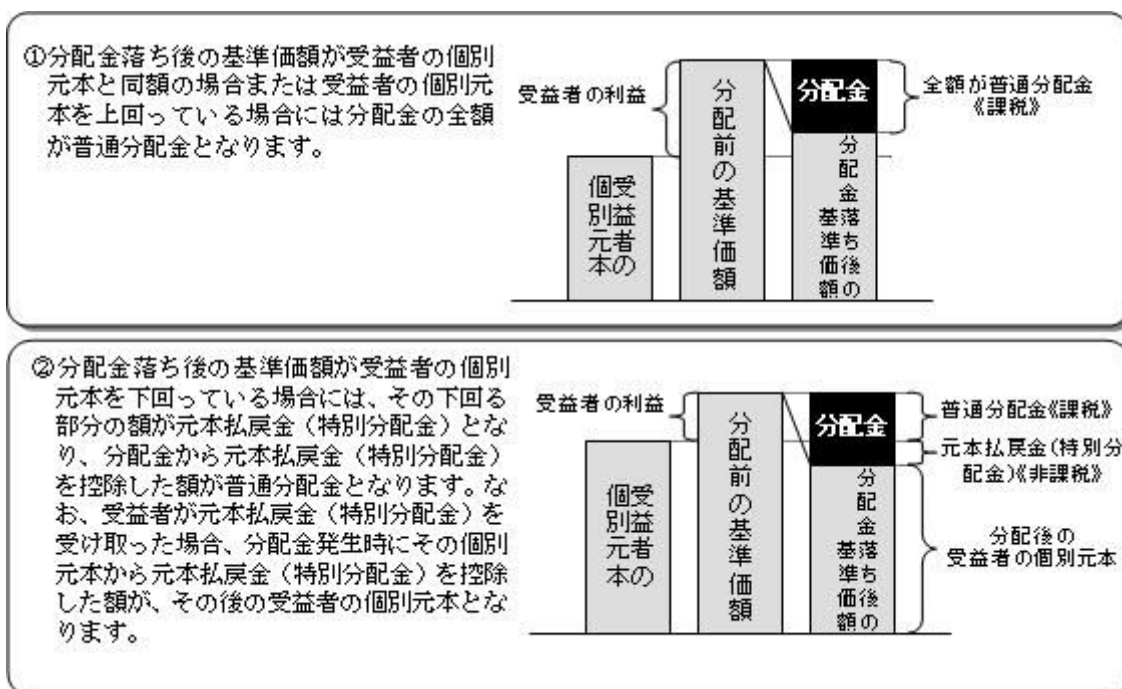 ①分配金落ち後の基準価額が受益者の個別
元本と同額の場合または受益者の個別元
本を上回っている場合には分配金の全額
が普通分配金となります。
受益者の利益
受益者の
個別元本
分配前の基準価額
分配金
分配金落ち後の
基準価額
全額が普通分配金
《課税》
②分配金落ち後の基準価額が受益者の個別
元本を下回っている場合には、その下回る
部分の額が元本払戻金（特別分配金）とな
り、分配金から元本払戻金（特別分配金）
を控除した額が普通分配金となります。な
お、受益者が元本払戻金（特別分配金）を
受け取った場合、分配金発生時にその個別
元本から元本払戻金（特別分配金）を控除
した額が、その後の受益者の個別元本とな
ります。
受益者の利益
受益者の
個別元本
分配前の基準価額
分配金
分配金落ち後の
基準価額
普通分配金《課税》
元本払戻金（特別分
配金）《非課税》
分配後の
受益者の個別元本